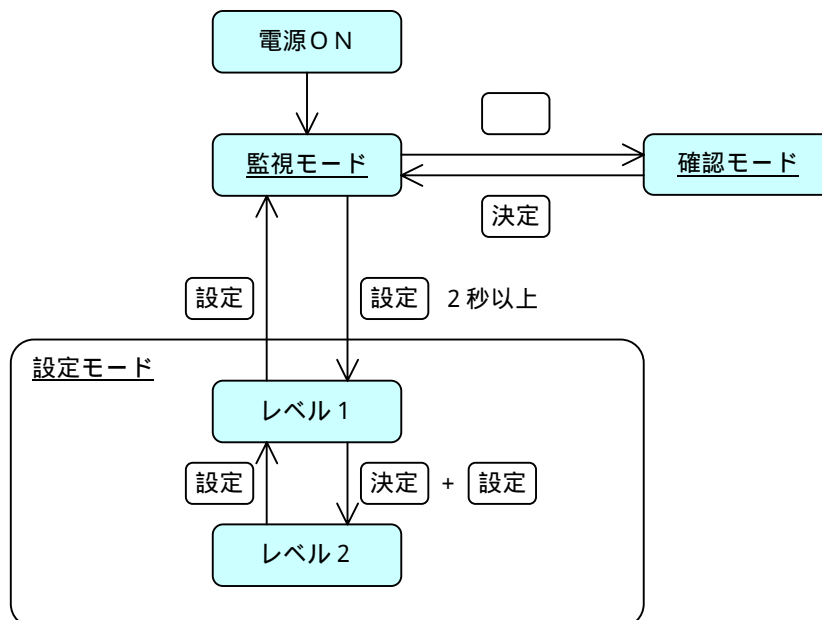 電源ＯＮ
監視モード
確認モード
決定
設定
設定 2 秒以上
設定モード
レベル 1
設定
決定 + 設定
レベル 2